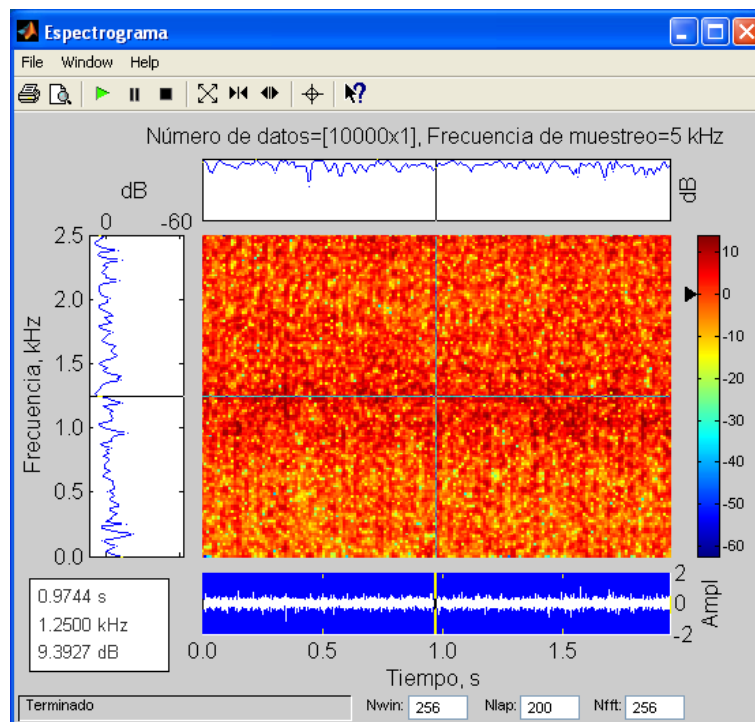 Espectrograma
File Window Help
Número de datos=[10000x1], Frecuencia de muestreo=5 kHz
dB
dB
0 -60
2.5
2.0
1.5
1.0
0.5
0.0
Frecuencia, kHz
10
0
-10
-20
-30
-40
-50
-60
2
0
-2
Ampl
0.0 0.5 1.0 1.5
Tiempo, s
0.9744 s
1.2500 kHz
9.3927 dB
Terminado
Nwin: 256 Nlap: 200 Nfft: 256